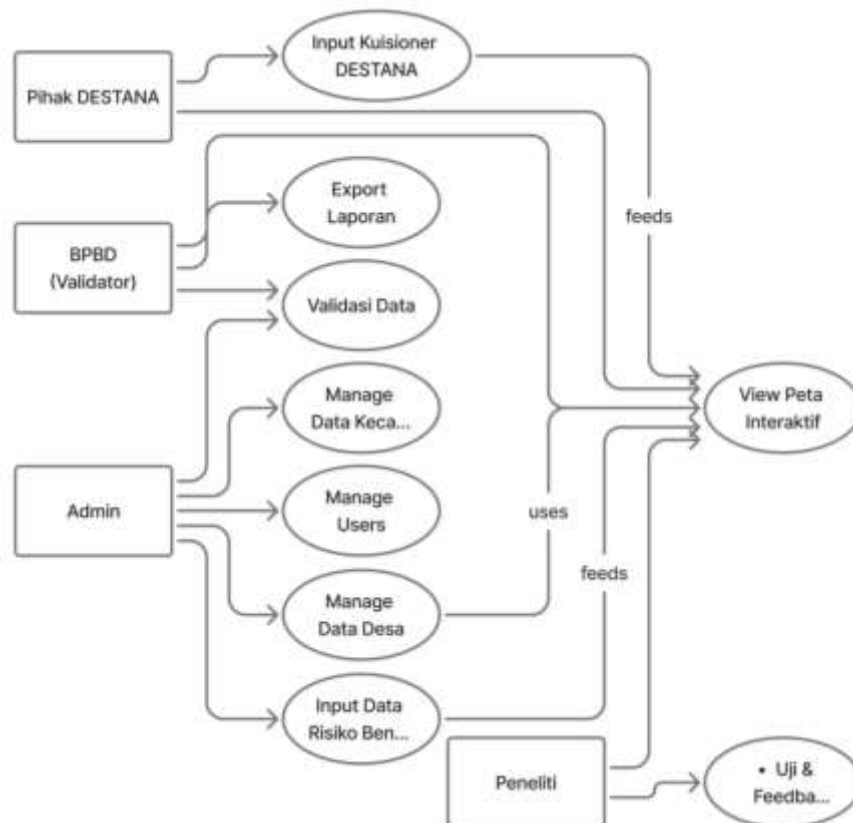 Input Kuisioner
DESTANA
Pihak DESTANA
Export
Laporan
feeds
BPBD
(Validator)
Validasi Data
Manage
Data Keca...
View Peta
Interaktif
Admin
Manage
Users
uses
feeds
Manage
Data Desa
Input Data
Risiko Ben...
Peneliti
• Uji &
Feedba...